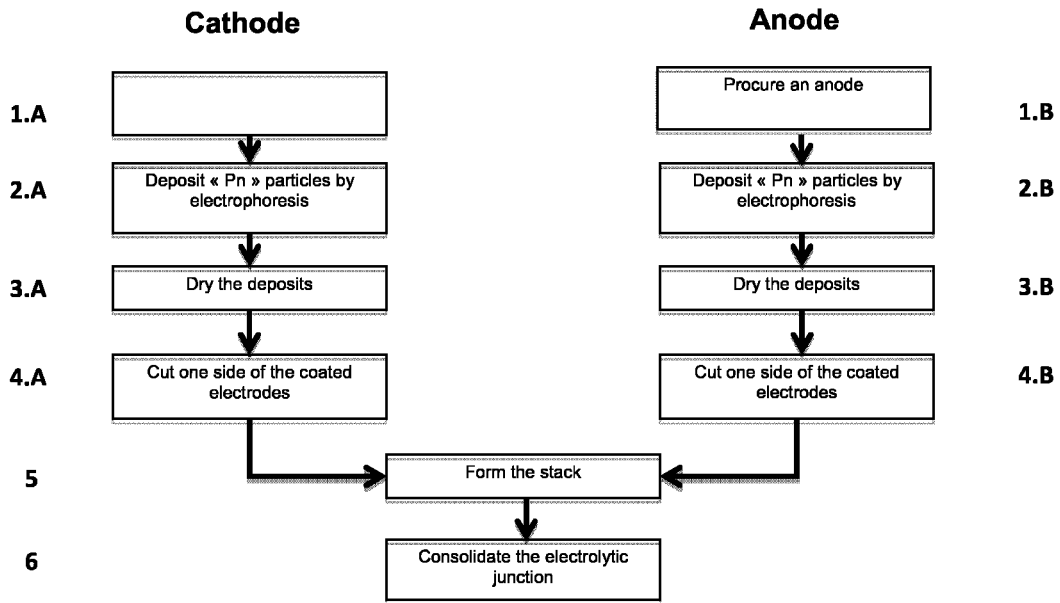 Cathode
Anode
1.A
Procure an anode
1.B
2.A
Deposit « Pn » particles by
electrophoresis
Deposit « Pn » particles by
electrophoresis
2.B
3.A
Dry the deposits
Dry the deposits
3.B
4.A
Cut one side of the coated
electrodes
Cut one side of the coated
electrodes
4.B
5
Form the stack
6
Consolidate the electrolytic
junction